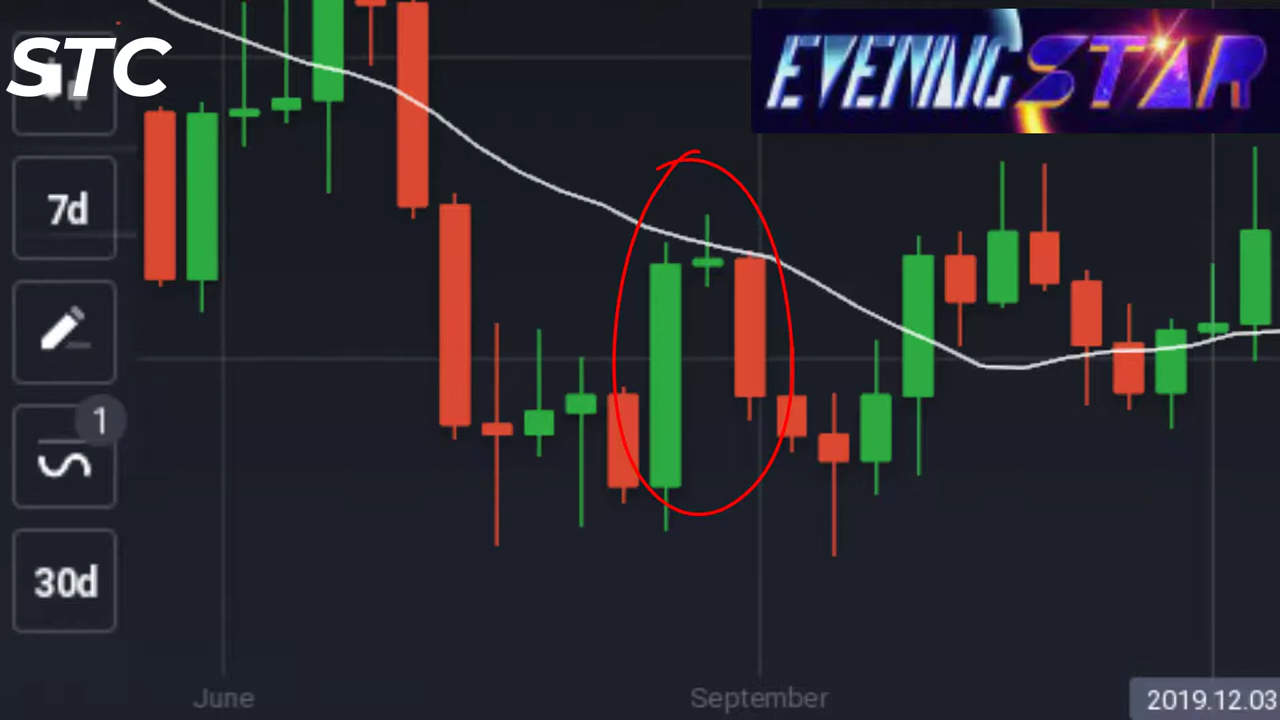 STC
EVENING STAR
7d
1
30d
June
September
2019.12.03